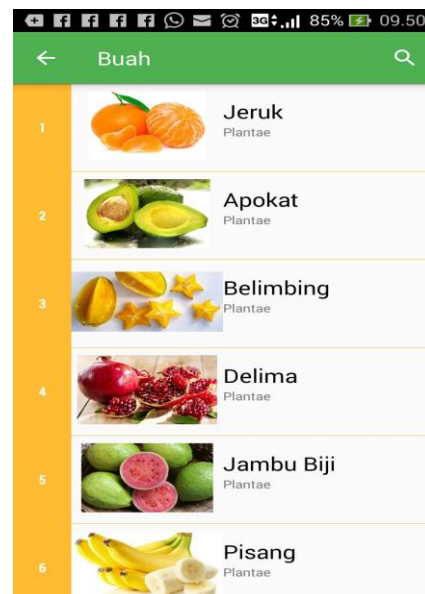 3G 85% 09.50
Buah
1
Jeruk
Plantae
2
Apokat
Plantae
3
Belimbing
Plantae
4
Delima
Plantae
5
Jambu Biji
Plantae
6
Pisang
Plantae